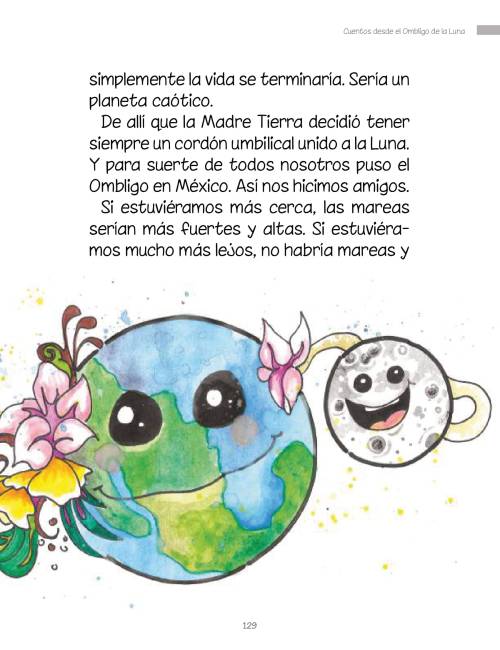 Cuentos desde el Ombligo de la Luna
simplemente la vida se terminaría. Sería un
planeta caótico.
De allí que la Madre Tierra decidió tener
siempre un cordón umbilical unido a la Luna.
Y para suerte de todos nosotros puso el
Ombligo en México. Así nos hicimos amigos.
Si estuviéramos más cerca, las mareas
serían más fuertes y altas. Si estuviéra-
mos mucho más lejos, no habría mareas y
129